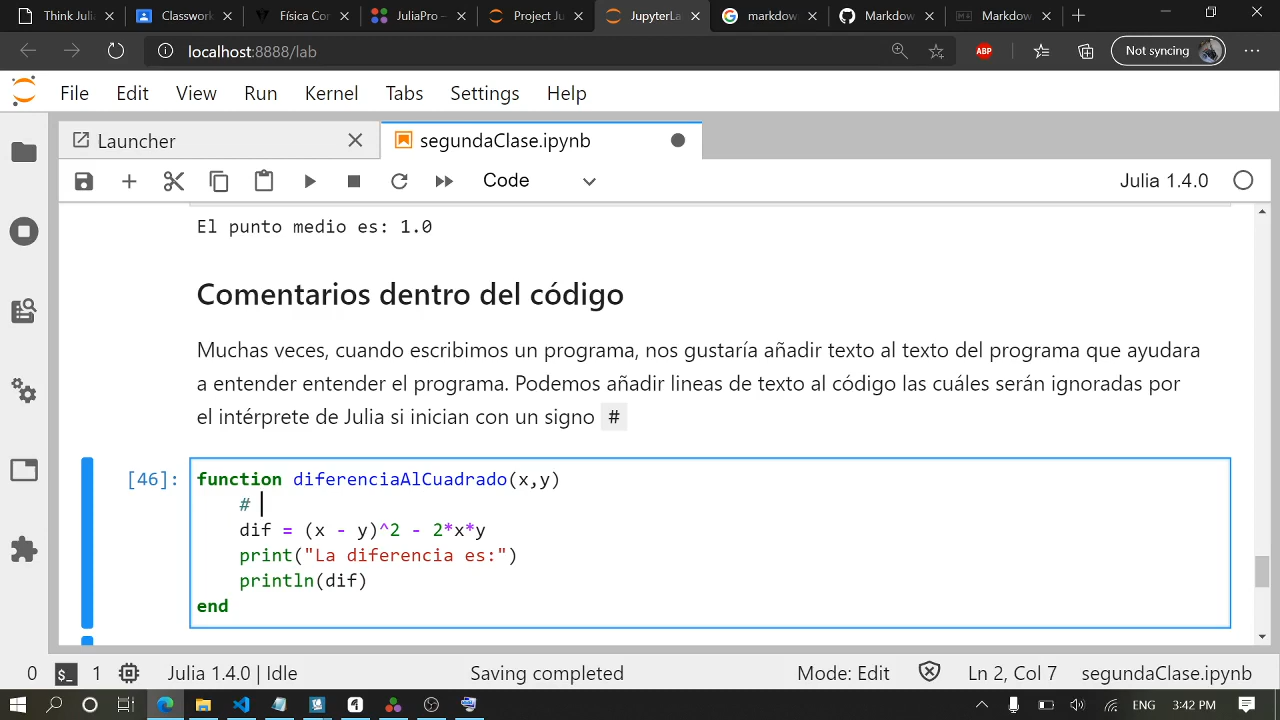 Think Julia
Classwork
Física Cor
JuliaPro –
Project Ju
JupyterLa
markdow
Markdow
Markdow
localhost:8888/lab
ABP
Not syncing
File Edit View Run Kernel Tabs Settings Help
Launcher
segundaClase.ipynb
Code
Julia 1.4.0
El punto medio es: 1.0
Comentarios dentro del código
Muchas veces, cuando escribimos un programa, nos gustaría añadir texto al texto del programa que ayudara
a entender entender el programa. Podemos añadir lineas de texto al código las cuáles serán ignoradas por
el intérprete de Julia si inician con un signo #
[46]: function diferenciaAlCuadrado(x,y)
#
dif = (x - y)^2 - 2*x*y
print("La diferencia es:")
println(dif)
end
0 $_ 1 Julia 1.4.0 | Idle Saving completed Mode: Edit Ln 2, Col 7 segundaClase.ipynb
ENG 3:42 PM